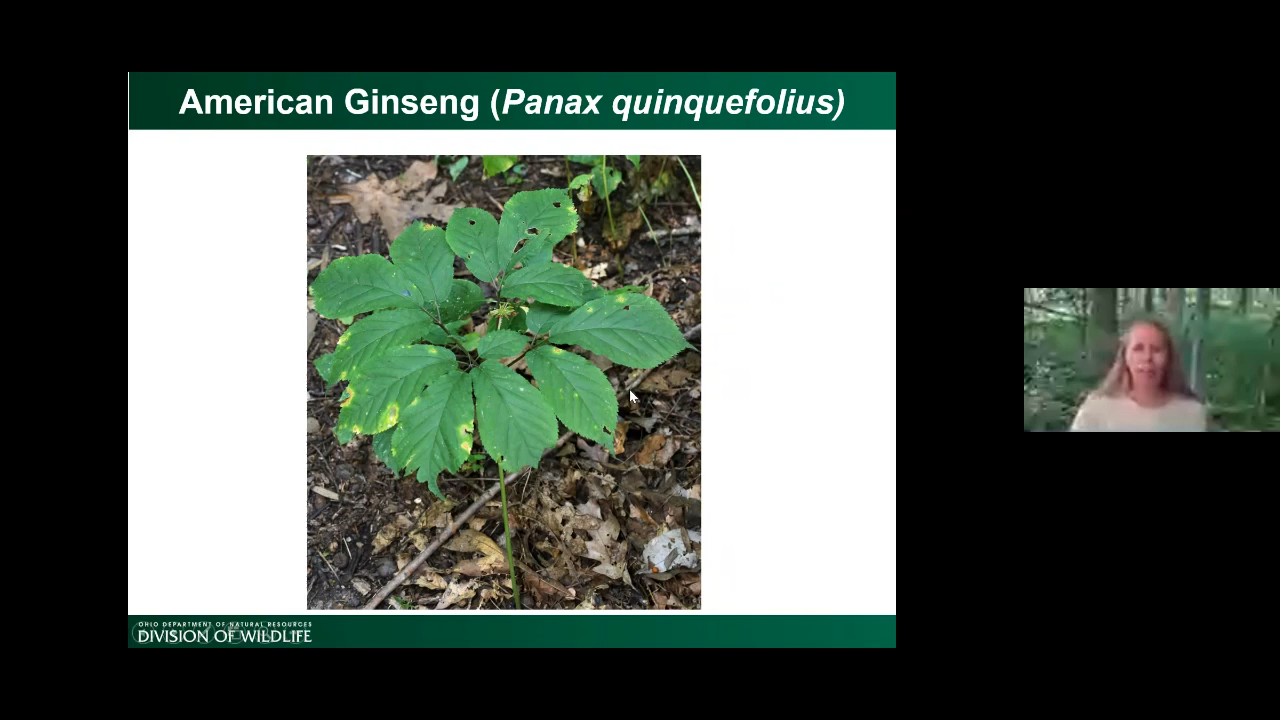 American Ginseng (Panax quinquefolius)
OHIO DEPARTMENT OF NATURAL RESOURCES
DIVISION OF WILDLIFE